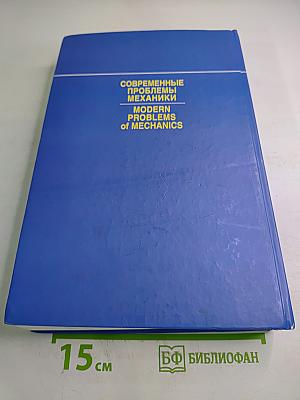 СОВРЕМЕННЫЕ
ПРОБЛЕМЫ
МЕХАНИКИ
MODERN
PROBLEMS
of MECHANICS
15 см
БФ БИБЛИОФАН